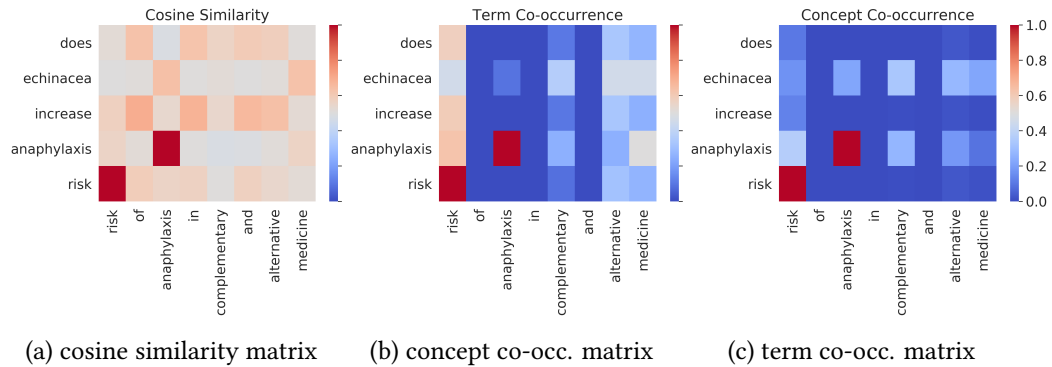 Cosine Similarity
does
echinacea
increase
anaphylaxis
risk
risk
of
anaphylaxis
in
complementary
and
alternative
medicine
(a) cosine similarity matrix
Term Co-occurrence
does
echinacea
increase
anaphylaxis
risk
risk
of
anaphylaxis
in
complementary
and
alternative
medicine
(b) concept co-occ. matrix
Concept Co-occurrence
does
echinacea
increase
anaphylaxis
risk
risk
of
anaphylaxis
in
complementary
and
alternative
medicine
1.0
0.8
0.6
0.4
0.2
0.0
(c) term co-occ. matrix